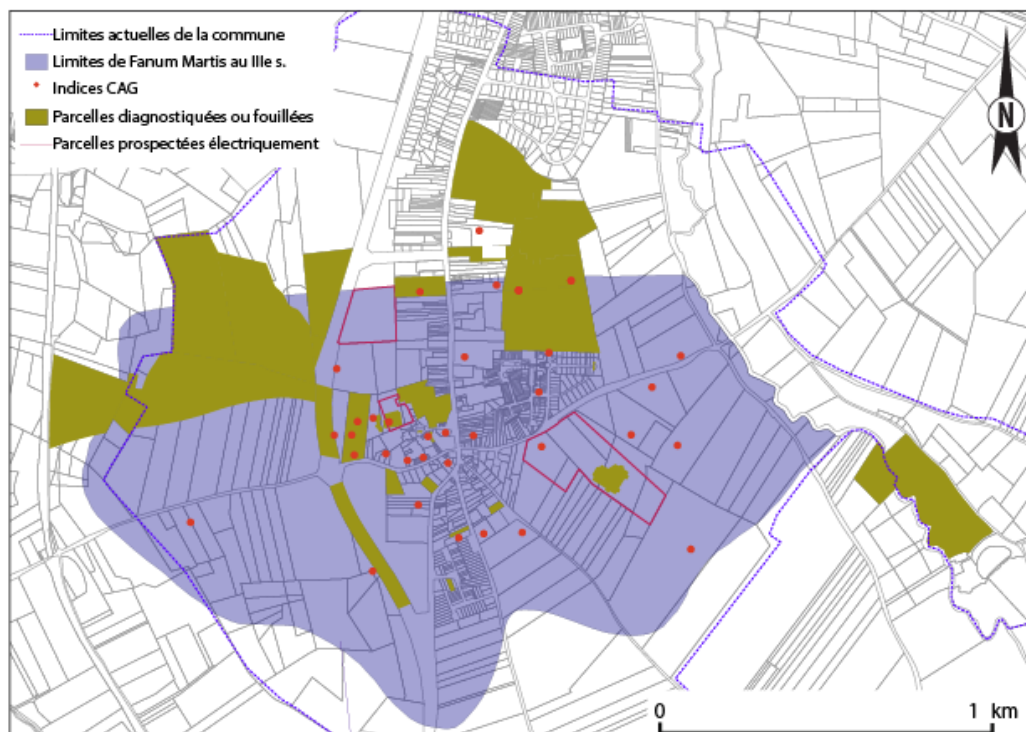 Limites actuelles de la commune
Limites de Fanum Martis au IIIe s.
Indices CAG
Parcelles diagnostiquées ou fouillées
Parcelles prospectées électriquement
N
0 1 km